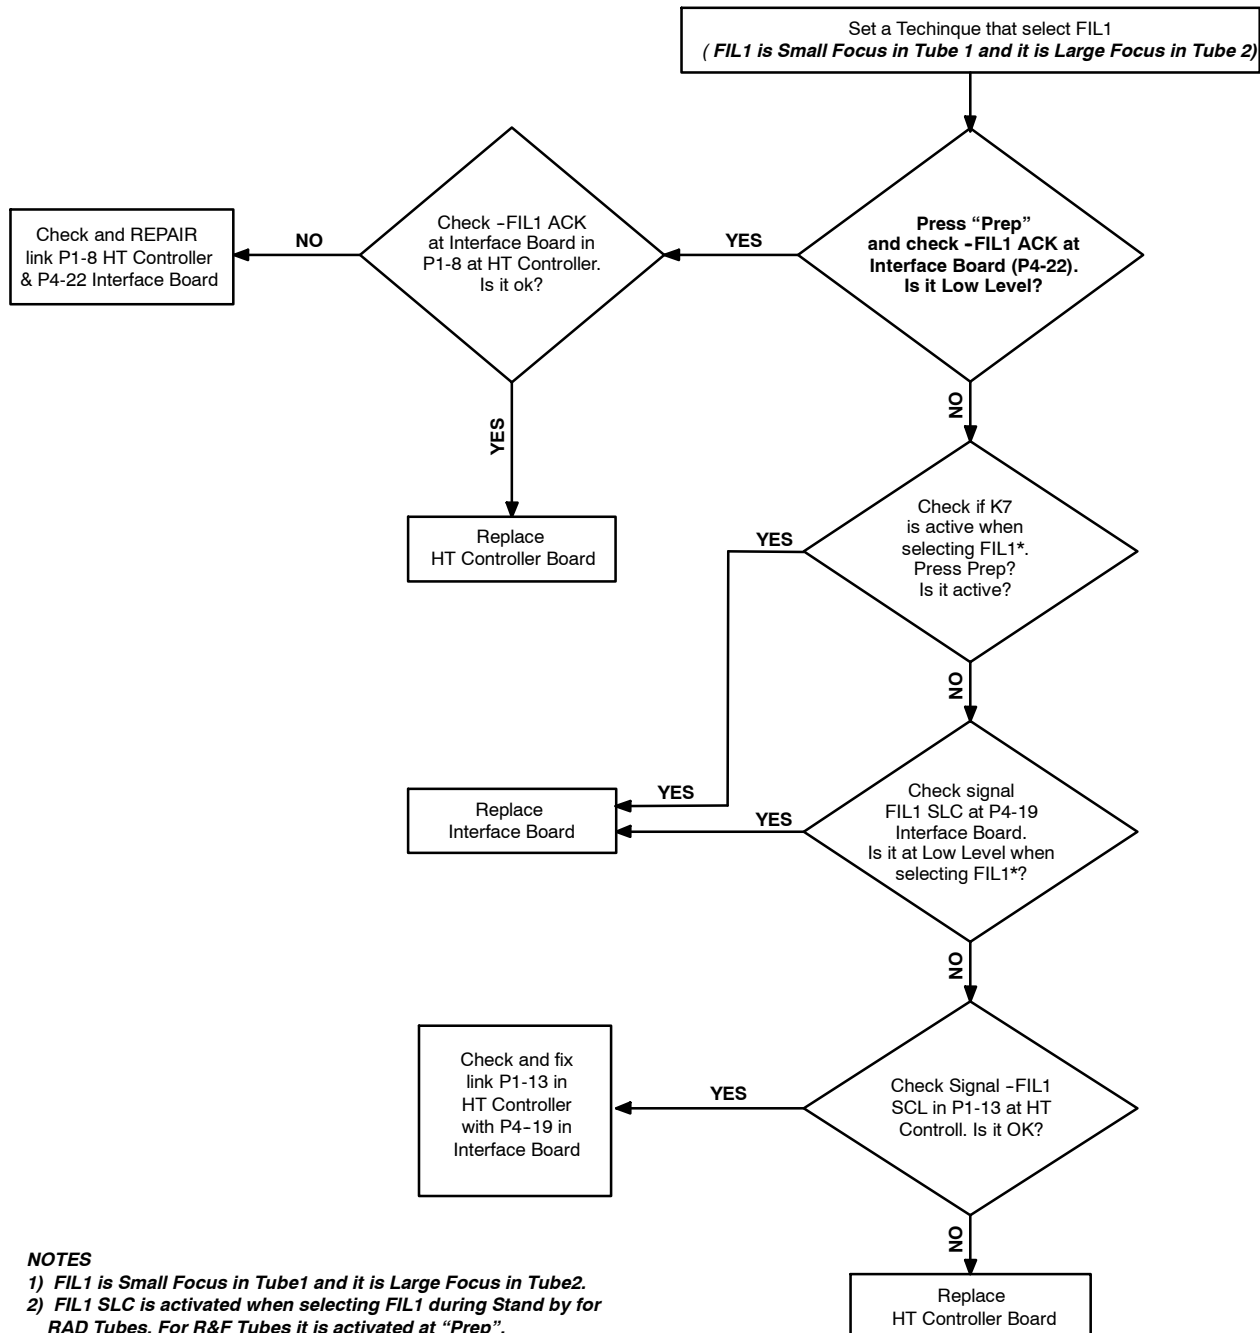 Set a Techinque that select FIL1
( FIL1 is Small Focus in Tube 1 and it is Large Focus in Tube 2)
Press “Prep”
and check -FIL1 ACK at
Interface Board (P4-22).
Is it Low Level?
YES
Check -FIL1 ACK
at Interface Board in
P1-8 at HT Controller.
Is it ok?
NO
Check and REPAIR
link P1-8 HT Controller
& P4-22 Interface Board
YES
Replace
HT Controller Board
NO
Check if K7
is active when
selecting FIL1*.
Press Prep?
Is it active?
YES
NO
Check signal
FIL1 SLC at P4-19
Interface Board.
Is it at Low Level when
selecting FIL1*?
YES
YES
Replace
Interface Board
NO
Check Signal -FIL1
SCL in P1-13 at HT
Controll. Is it OK?
YES
Check and fix
link P1-13 in
HT Controller
with P4-19 in
Interface Board
NO
Replace
HT Controller Board
NOTES
1) FIL1 is Small Focus in Tube1 and it is Large Focus in Tube2.
2) FIL1 SLC is activated when selecting FIL1 during Stand by for
RAD Tubes. For R&F Tubes it is activated at “Prep”.